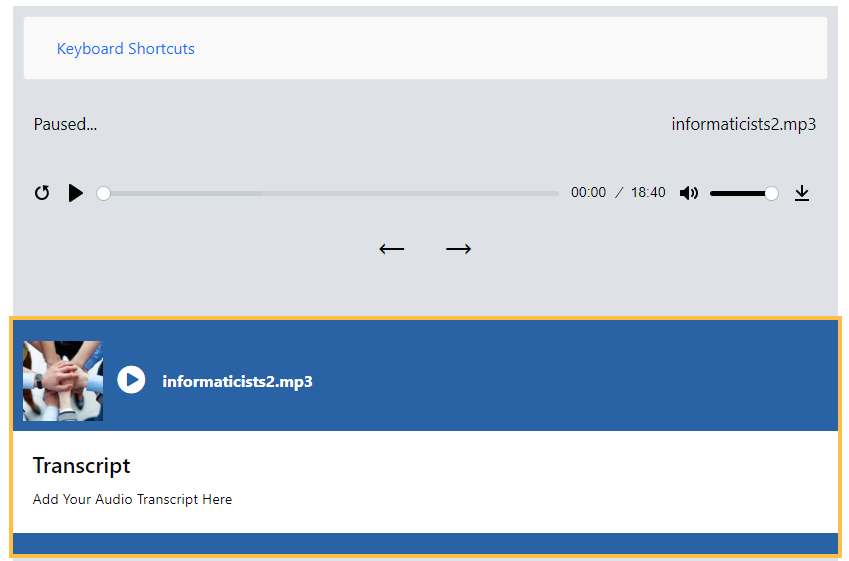 Keyboard Shortcuts
Paused...
informaticists2.mp3
00:00 / 18:40
informaticists2.mp3
Transcript
Add Your Audio Transcript Here